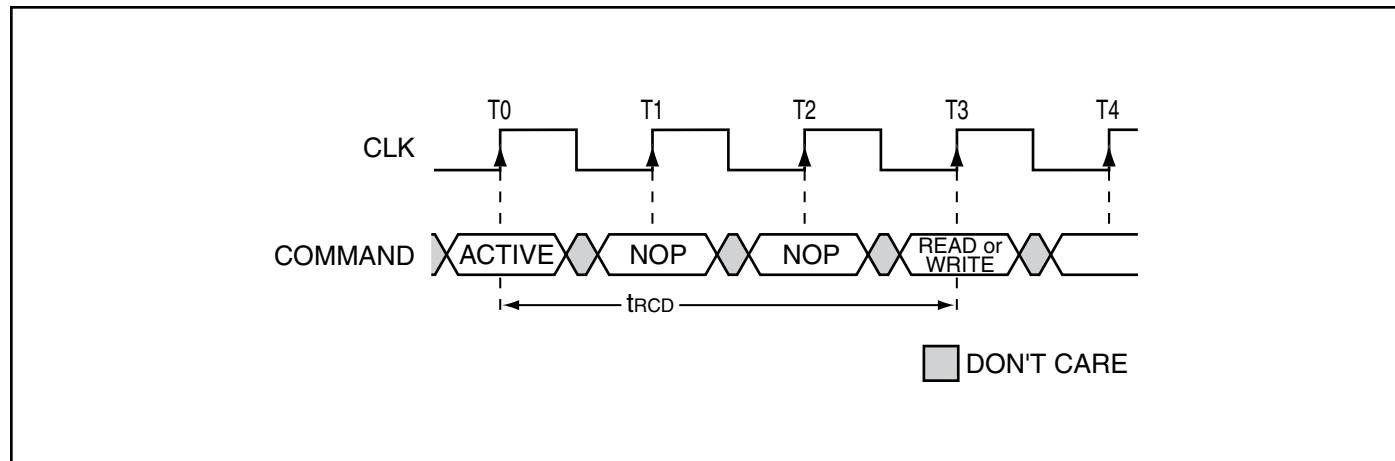 T0 T1 T2 T3 T4
CLK
COMMAND ACTIVE NOP NOP READ or
WRITE
tRCD
DON'T CARE